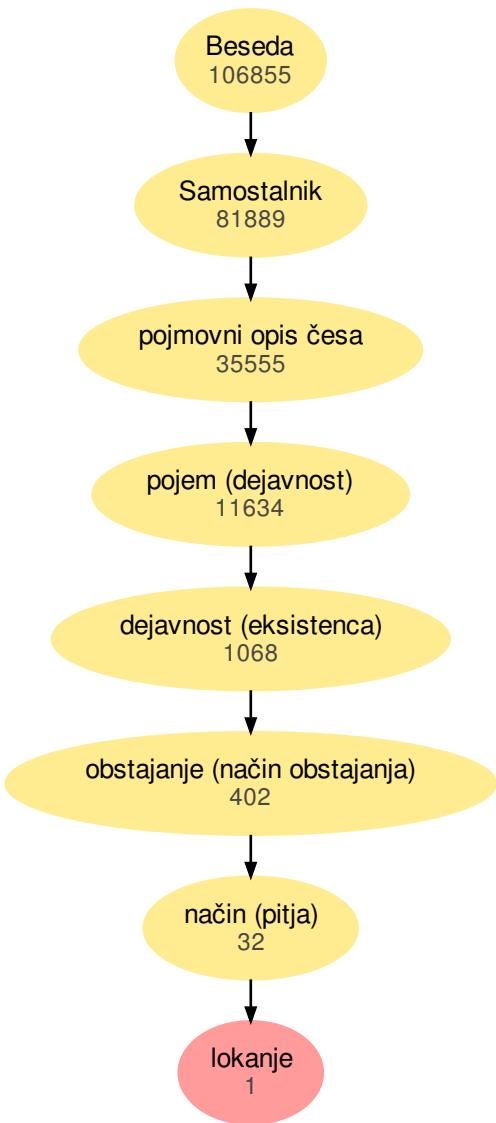 Beseda
106855
Samostalnik
81889
pojmovni opis česa
35555
pojem (dejavnost)
11634
dejavnost (eksistenca)
1068
obstajanje (način obstajanja)
402
način (pitja)
32
lokanje
1